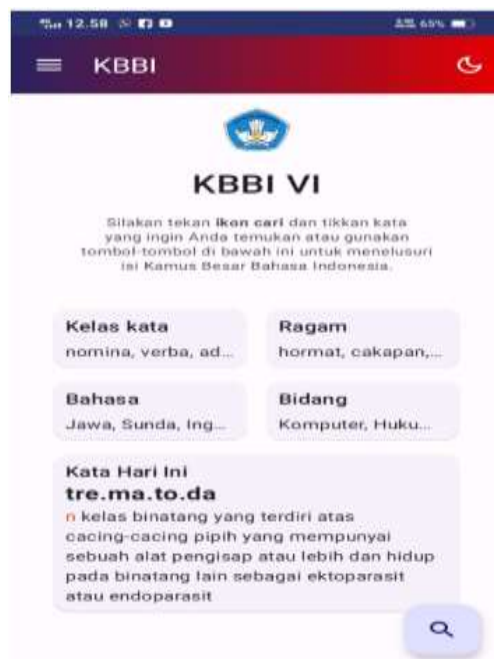 12.58
65%
KBBI
KBBI VI
Silakan tekan ikon cari dan tikkan kata
yang ingin Anda temukan atau gunakan
tombol-tombol di bawah ini untuk menelusuri
isi Kamus Besar Bahasa Indonesia.
Kelas kata
nomina, verba, ad...
Ragam
hormat, cakapan,...
Bahasa
Jawa, Sunda, Ing...
Bidang
Komputer, Huku...
Kata Hari Ini
tre.ma.to.da
n kelas binatang yang terdiri atas
cacing-cacing pipih yang mempunyai
sebuah alat pengisap atau lebih dan hidup
pada binatang lain sebagai ektoparasit
atau endoparasit